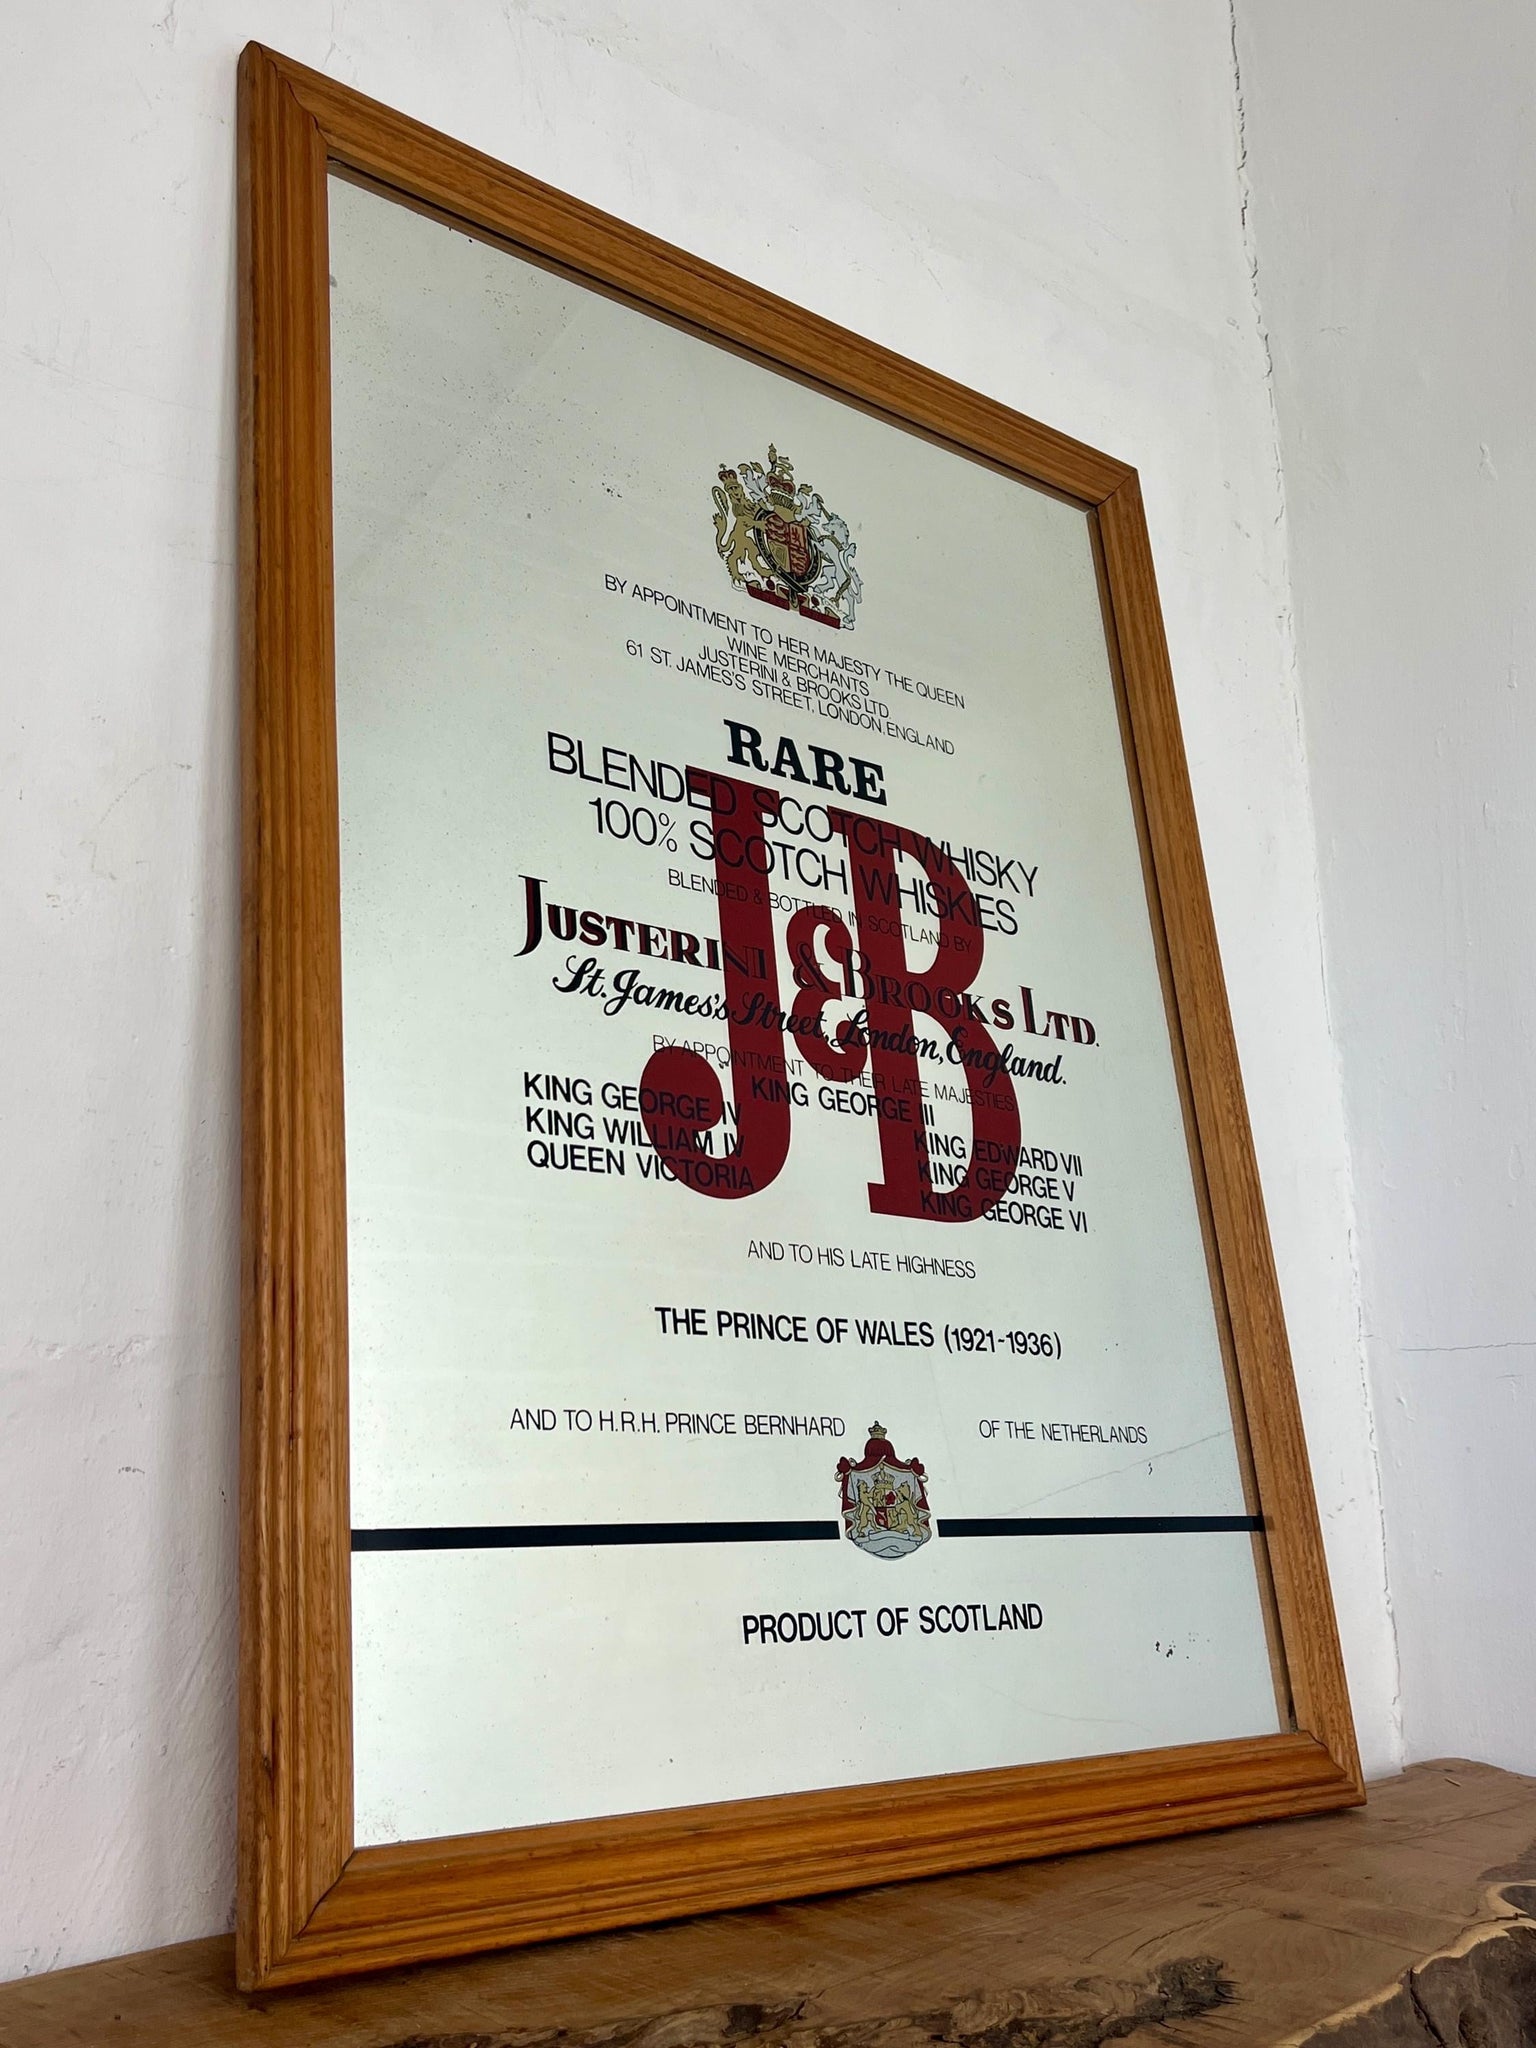 BY APPOINTMENT TO HER MAJESTY THE QUEEN
WINE MERCHANTS
JUSTERINI & BROOKS LTD.
61 ST. JAMES'S STREET, LONDON, ENGLAND
RARE
BLENDED SCOTCH WHISKY
100% SCOTCH WHISKIES
BLENDED & BOTTLED IN SCOTLAND BY
J&B
JUSTERINI & BROOKS LTD.
St. James's Street, London, England.
BY APPOINTMENT TO THEIR LATE MAJESTIES
KING GEORGE III
KING GEORGE IV
KING WILLIAM IV
QUEEN VICTORIA
KING EDWARD VII
KING GEORGE V
KING GEORGE VI
AND TO HIS LATE HIGHNESS
THE PRINCE OF WALES (1921-1936)
AND TO H.R.H. PRINCE BERNHARD OF THE NETHERLANDS
PRODUCT OF SCOTLAND